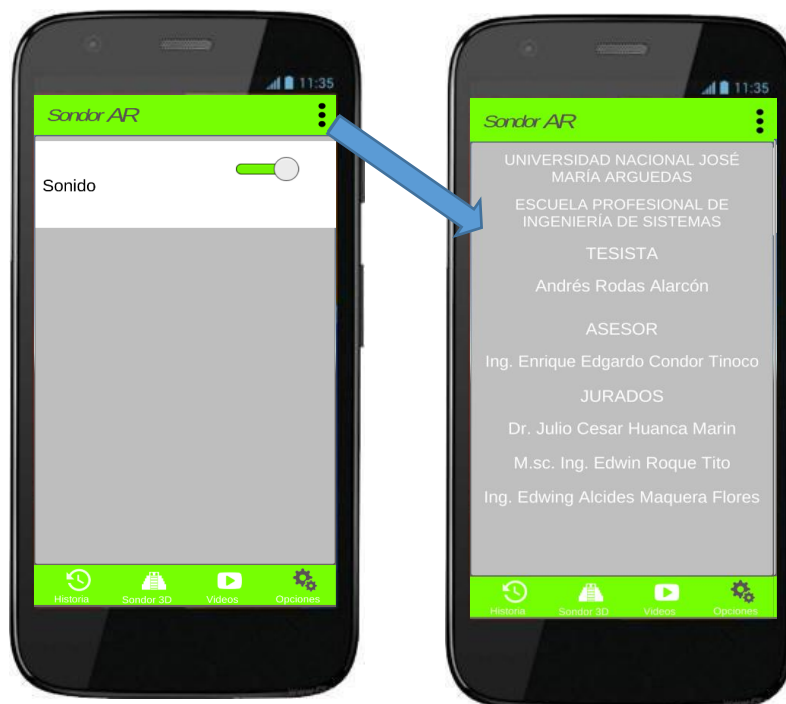 11:35
Sondor AR
Sonido
Historia
Sondor 3D
Videos
Opciones
11:35
Sondor AR
UNIVERSIDAD NACIONAL JOSÉ
MARÍA ARGUEDAS
ESCUELA PROFESIONAL DE
INGENIERÍA DE SISTEMAS
TESISTA
Andrés Rodas Alarcón
ASESOR
Ing. Enrique Edgardo Condor Tinoco
JURADOS
Dr. Julio Cesar Huanca Marin
M.sc. Ing. Edwin Roque Tito
Ing. Edwing Alcides Maquera Flores
Historia
Sondor 3D
Videos
Opciones